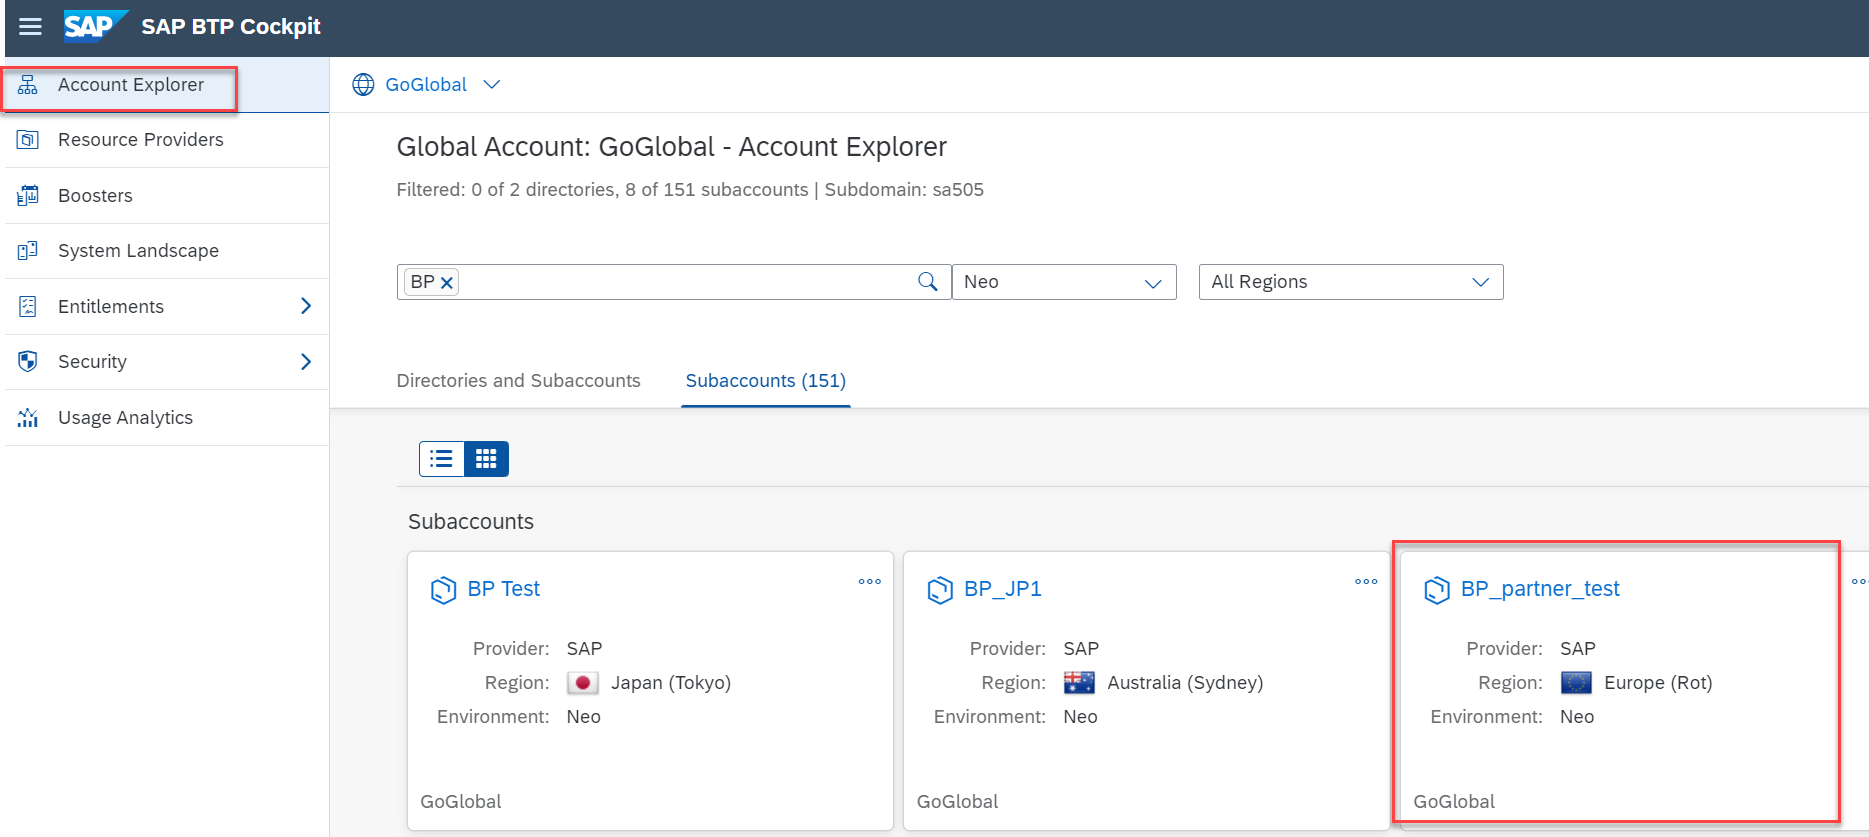 SAP SAP BTP Cockpit
Account Explorer
Resource Providers
Boosters
System Landscape
Entitlements
Security
Usage Analytics
GoGlobal
Global Account: GoGlobal - Account Explorer
Filtered: 0 of 2 directories, 8 of 151 subaccounts | Subdomain: sa505
BP Neo All Regions
Directories and Subaccounts Subaccounts (151)
Subaccounts
BP Test
Provider: SAP
Region: Japan (Tokyo)
Environment: Neo
GoGlobal
BP_JP1
Provider: SAP
Region: Australia (Sydney)
Environment: Neo
GoGlobal
BP_partner_test
Provider: SAP
Region: Europe (Rot)
Environment: Neo
GoGlobal